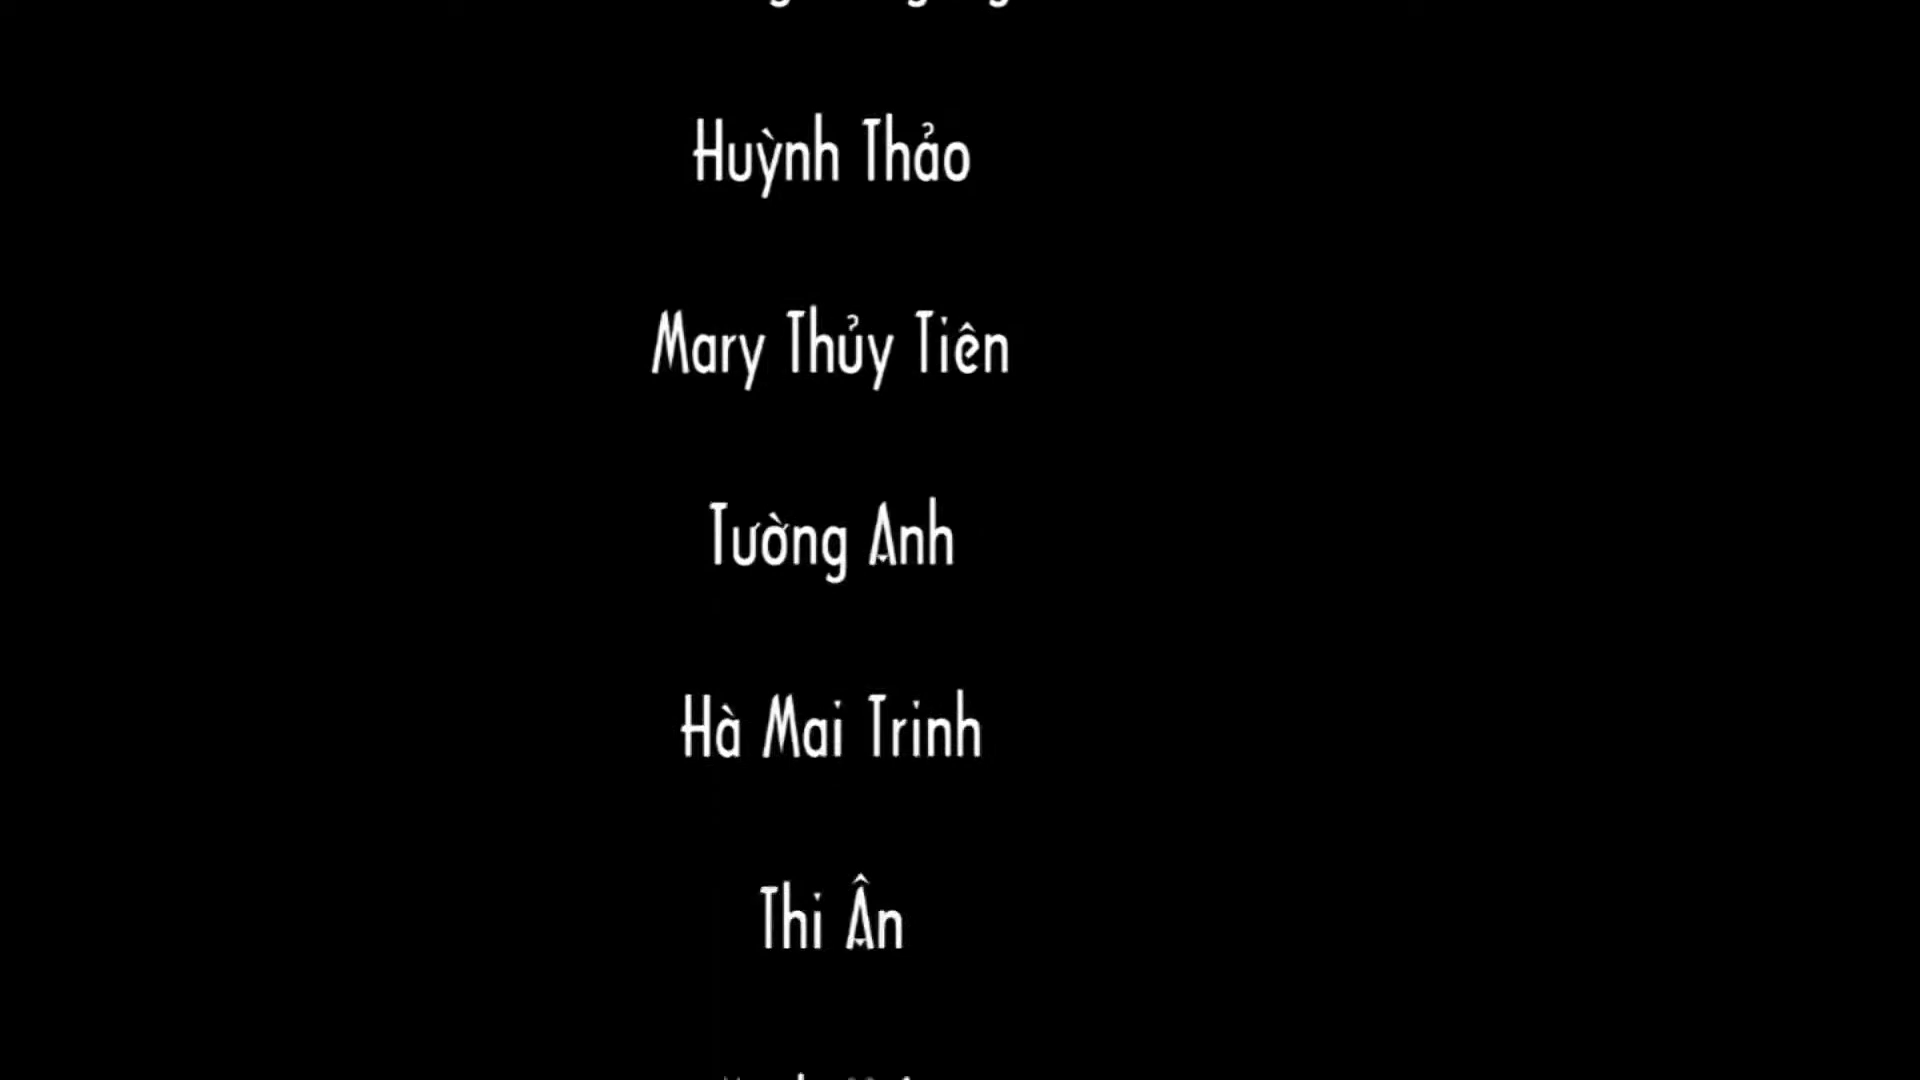 Huỳnh Thảo
Mary Thủy Tiên
Tường Anh
Hà Mai Trinh
Thi Ân